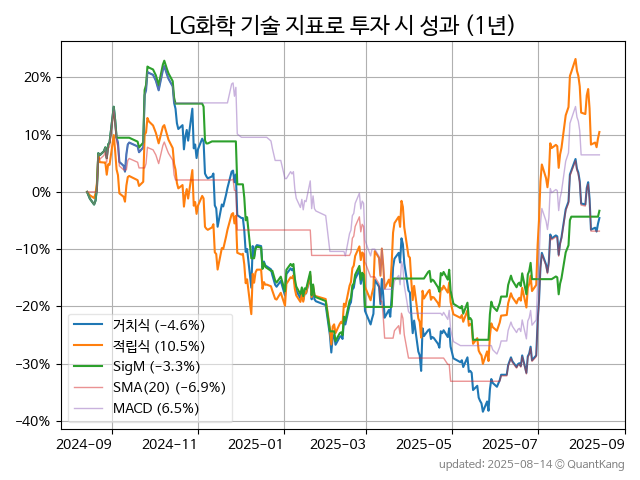 LG화학 기술 지표로 투자 시 성과 (1년)
20%
10%
0%
−10%
−20%
−30%
−40%
거치식 (−4.6%)
적립식 (10.5%)
SigM (−3.3%)
SMA(20) (−6.9%)
MACD (6.5%)
2024-09
2024-11
2025-01
2025-03
2025-05
2025-07
2025-09
updated: 2025-08-14 © QuantKang